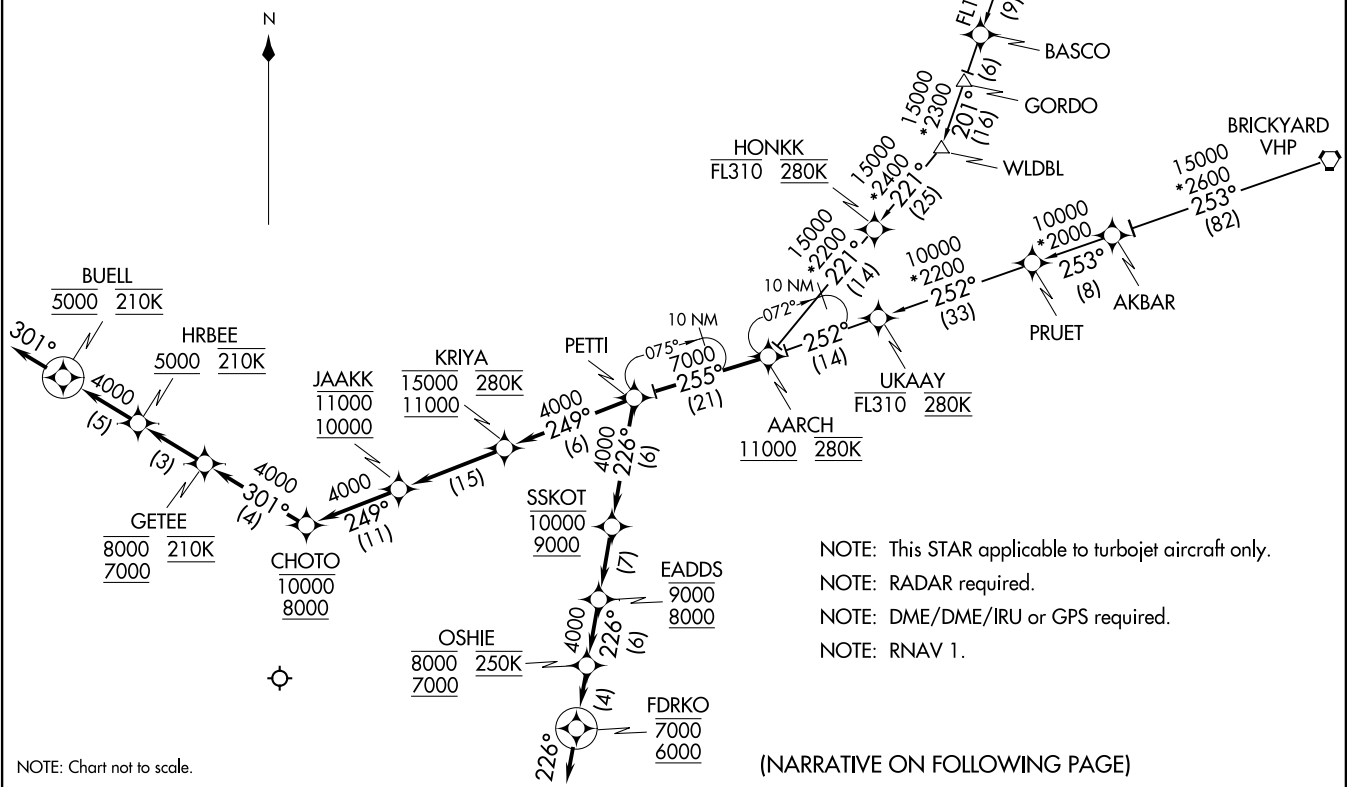 N
FL1
(9)
BASCO
(6)
GORDO
15000
*2300
201°
(16)
WLDBL
BRICKYARD
VHP
15000
*2600
253°
(82)
HONKK
FL310 280K
15000
*2400
221°
(25)
15000
*2200
221°
(14)
10000
*2000
253°
(8)
AKBAR
10000
*2200
252°
(33)
PRUET
10 NM
072°
252°
(14)
UKAAY
FL310 280K
AARCH
11000 280K
10 NM
075°
7000
255°
(21)
PETTI
KRIYA
15000 280K
11000
4000
249°
(6)
JAAKK
11000
10000
(15)
4000
249°
(11)
CHOTO
10000
8000
4000
301°
(4)
GETEE
8000 210K
7000
(3)
HRBEE
5000 210K
4000
(5)
BUELL
5000 210K
301°
4000
226°
(6)
SSKOT
10000
9000
(7)
EADDS
9000
8000
4000
226°
(6)
OSHIE
8000 250K
7000
(4)
FDRKO
7000
6000
226°
NOTE: This STAR applicable to turbojet aircraft only.
NOTE: RADAR required.
NOTE: DME/DME/IRU or GPS required.
NOTE: RNAV 1.
NOTE: Chart not to scale.
(NARRATIVE ON FOLLOWING PAGE)